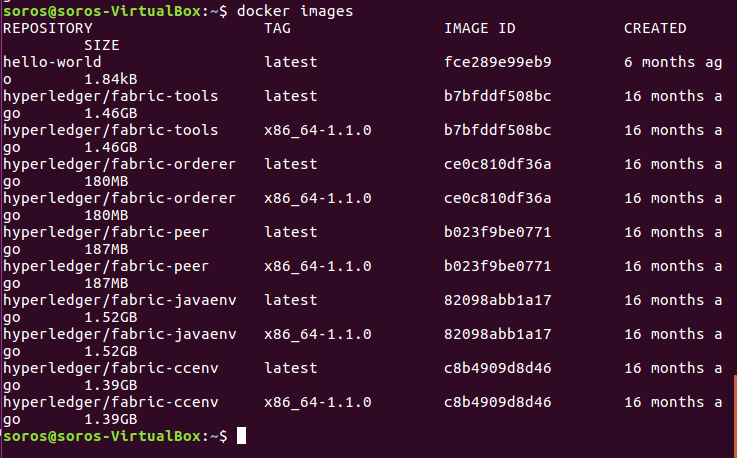 soros@soros-VirtualBox:~$ docker images
REPOSITORY                   TAG                 IMAGE ID            CREATED
         SIZE
hello-world                  latest              fce289e99eb9        6 months ag
o        1.84kB
hyperledger/fabric-tools     latest              b7bfddf508bc        16 months a
go       1.46GB
hyperledger/fabric-tools     x86_64-1.1.0        b7bfddf508bc        16 months a
go       1.46GB
hyperledger/fabric-orderer   latest              ce0c810df36a        16 months a
go       180MB
hyperledger/fabric-orderer   x86_64-1.1.0        ce0c810df36a        16 months a
go       180MB
hyperledger/fabric-peer      latest              b023f9be0771        16 months a
go       187MB
hyperledger/fabric-peer      x86_64-1.1.0        b023f9be0771        16 months a
go       187MB
hyperledger/fabric-javaenv   latest              82098abb1a17        16 months a
go       1.52GB
hyperledger/fabric-javaenv   x86_64-1.1.0        82098abb1a17        16 months a
go       1.52GB
hyperledger/fabric-ccenv     latest              c8b4909d8d46        16 months a
go       1.39GB
hyperledger/fabric-ccenv     x86_64-1.1.0        c8b4909d8d46        16 months a
go       1.39GB
soros@soros-VirtualBox:~$